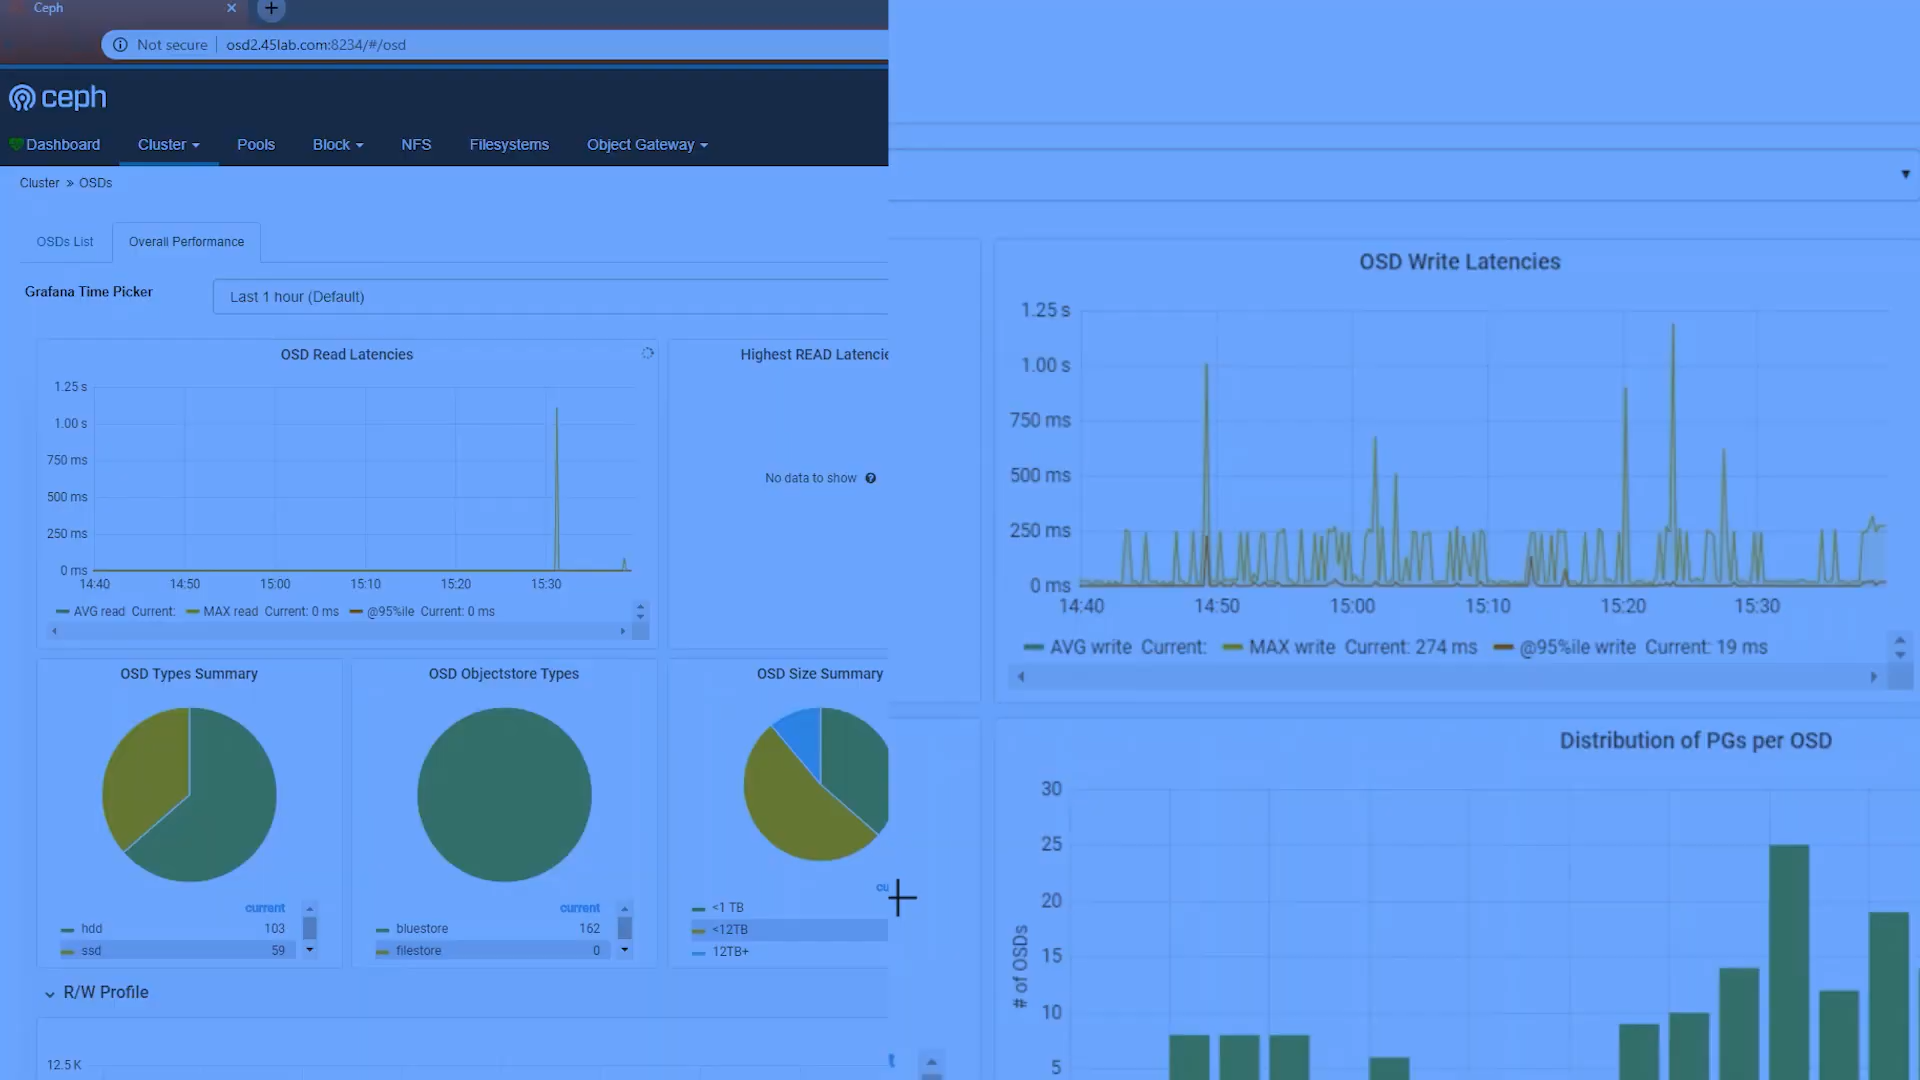 Ceph
Not secure
osd2.45lab.com:8234/#/osd
ceph
Dashboard
Cluster
Pools
Block
NFS
Filesystems
Object Gateway
Cluster » OSDs
OSDs List
Overall Performance
Grafana Time Picker
Last 1 hour (Default)
OSD Read Latencies
1.25 s
1.00 s
750 ms
500 ms
250 ms
0 ms
14:40 14:50 15:00 15:10 15:20 15:30
AVG read Current: MAX read Current: 0 ms @95%ile Current: 0 ms
Highest READ Latencie
No data to show
OSD Write Latencies
1.25 s
1.00 s
750 ms
500 ms
250 ms
0 ms
14:40 14:50 15:00 15:10 15:20 15:30
AVG write Current: MAX write Current: 274 ms @95%ile write Current: 19 ms
OSD Types Summary
current
hdd 103
ssd 59
OSD Objectstore Types
current
bluestore 162
filestore 0
OSD Size Summary
cu
<1 TB
<12TB
12TB+
Distribution of PGs per OSD
# of OSDs
30
25
20
15
10
5
R/W Profile
12.5 K